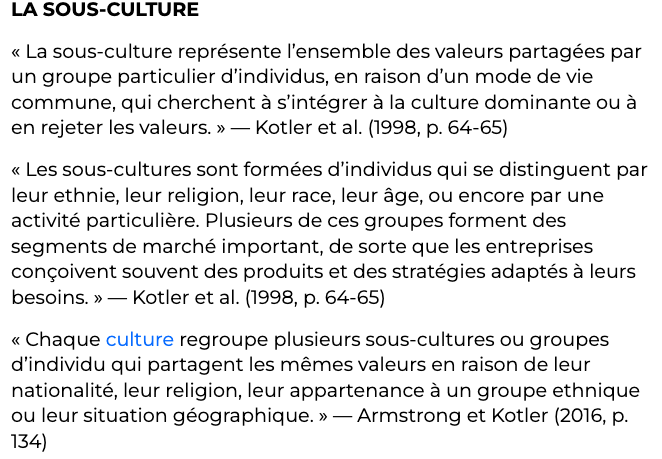 LA SOUS-CULTURE
« La sous-culture représente l’ensemble des valeurs partagées par
un groupe particulier d’individus, en raison d’un mode de vie
commune, qui cherchent à s’intégrer à la culture dominante ou à
en rejeter les valeurs. » — Kotler et al. (1998, p. 64-65)
« Les sous-cultures sont formées d’individus qui se distinguent par
leur ethnie, leur religion, leur race, leur âge, ou encore par une
activité particulière. Plusieurs de ces groupes forment des
segments de marché important, de sorte que les entreprises
conçoivent souvent des produits et des stratégies adaptés à leurs
besoins. » — Kotler et al. (1998, p. 64-65)
« Chaque culture regroupe plusieurs sous-cultures ou groupes
d’individu qui partagent les mêmes valeurs en raison de leur
nationalité, leur religion, leur appartenance à un groupe ethnique
ou leur situation géographique. » — Armstrong et Kotler (2016, p.
134)